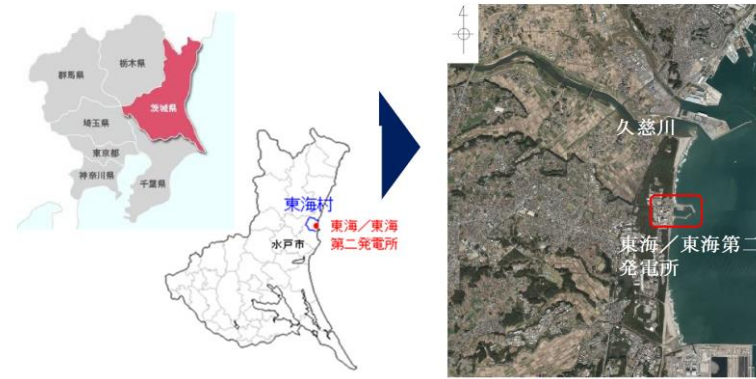 栃木県
群馬県
茨城県
埼玉県
東京都
神奈川県
千葉県
東海村
東海／東海
第二発電所
水戸市
4
久慈川
東海／東海第二
発電所